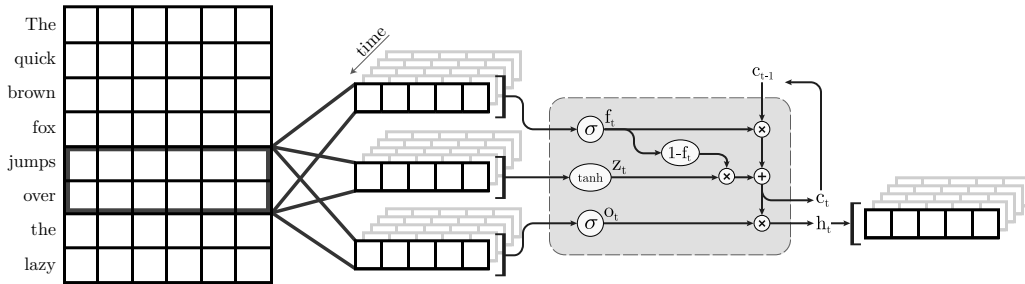 The
quick
brown
fox
jumps
over
the
lazy
time
c_{t-1}
σ f_t
1-f_t
×
tanh z_t
×
+
c_t
σ o_t
×
h_t